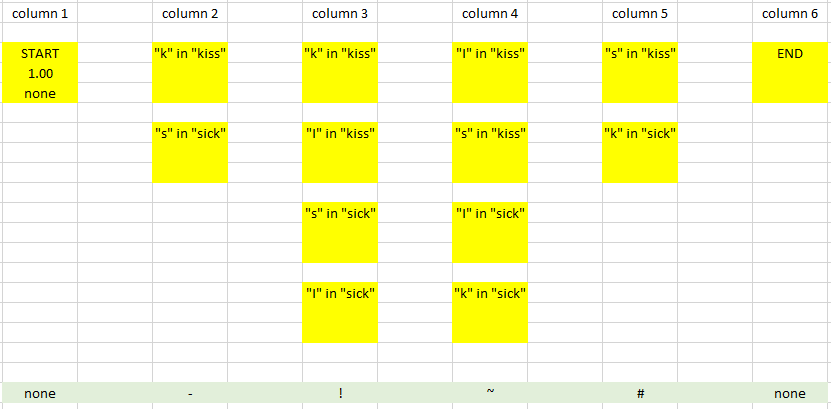 column 1 column 2 column 3 column 4 column 5 column 6
START "k" in "kiss" "k" in "kiss" "I" in "kiss" "s" in "kiss" END
1.00
none
"s" in "sick" "I" in "kiss" "s" in "kiss" "k" in "sick"
"s" in "sick" "I" in "sick"
"I" in "sick" "k" in "sick"
none - ! ~ # none